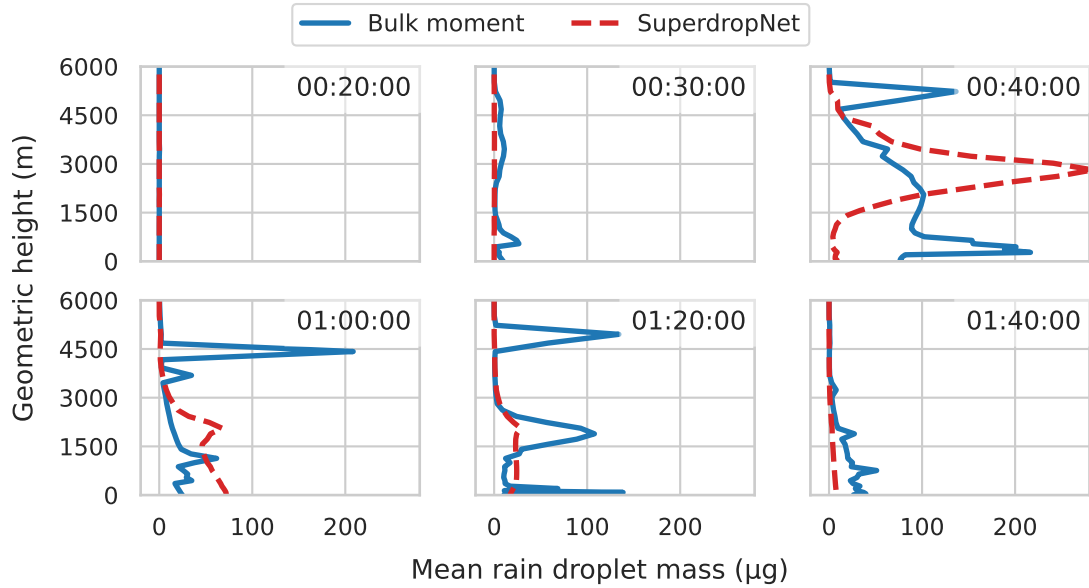 Bulk moment SuperdropNet
6000 00:20:00 00:30:00 00:40:00
4500
3000
1500
0
Geometric height (m)
6000 01:00:00 01:20:00 01:40:00
4500
3000
1500
0
0 100 200 0 100 200 0 100 200
Mean rain droplet mass (µg)